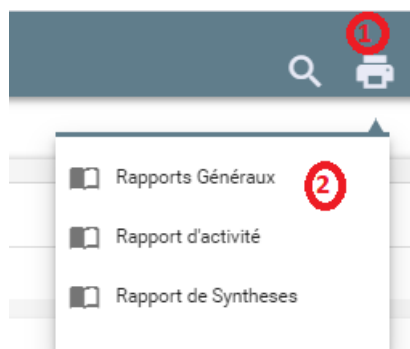 1
Rapports Généraux
2
Rapport d'activité
Rapport de Syntheses